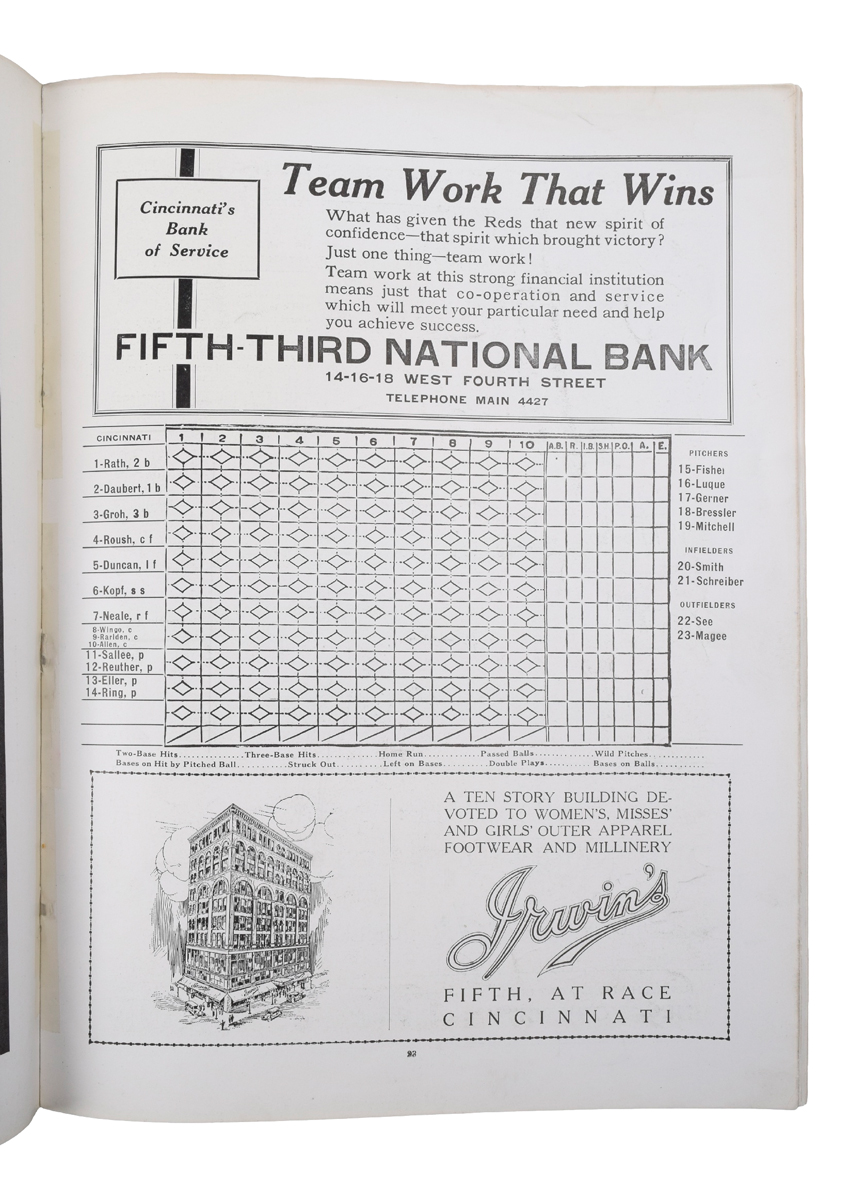 Cincinnati's
Bank
of Service
Team Work That Wins
What has given the Reds that new spirit of
confidence—that spirit which brought victory?
Just one thing—team work!
Team work at this strong financial institution
means just that co-operation and service
which will meet your particular need and help
you achieve success.
FIFTH-THIRD NATIONAL BANK
14-16-18 WEST FOURTH STREET
TELEPHONE MAIN 4427
CINCINNATI 1 2 3 4 5 6 7 8 9 10 A.B. R. 1.B. S.H. P.O. A. E.
1-Rath, 2 b
2-Daubert, 1 b
3-Groh, 3 b
4-Roush, c f
5-Duncan, l f
6-Kopf, s s
7-Neale, r f
8-Wingo, c
9-Rariden, c
10-Allen, c
11-Sallee, p
12-Reuther, p
13-Eller, p
14-Ring, p
PITCHERS
15-Fisher
16-Luque
17-Gerner
18-Bressler
19-Mitchell
INFIELDERS
20-Smith
21-Schreiber
OUTFIELDERS
22-See
23-Magee
Two-Base Hits.............Three-Base Hits............Home Run...........Passed Balls............Wild Pitches............
Bases on Hit by Pitched Ball..........Struck Out.........Left on Bases.........Double Plays...........Bases on Balls...........
A TEN STORY BUILDING DE-
VOTED TO WOMEN'S, MISSES'
AND GIRLS' OUTER APPAREL
FOOTWEAR AND MILLINERY
Irwin's
FIFTH, AT RACE
CINCINNATI